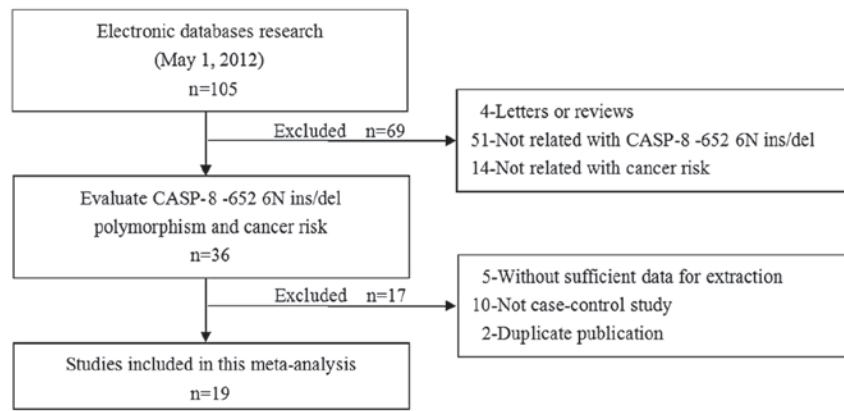 Electronic databases research
(May 1, 2012)
n=105
Excluded n=69
4-Letters or reviews
51-Not related with CASP-8 -652 6N ins/del
14-Not related with cancer risk
Evaluate CASP-8 -652 6N ins/del
polymorphism and cancer risk
n=36
Excluded n=17
5-Without sufficient data for extraction
10-Not case-control study
2-Duplicate publication
Studies included in this meta-analysis
n=19